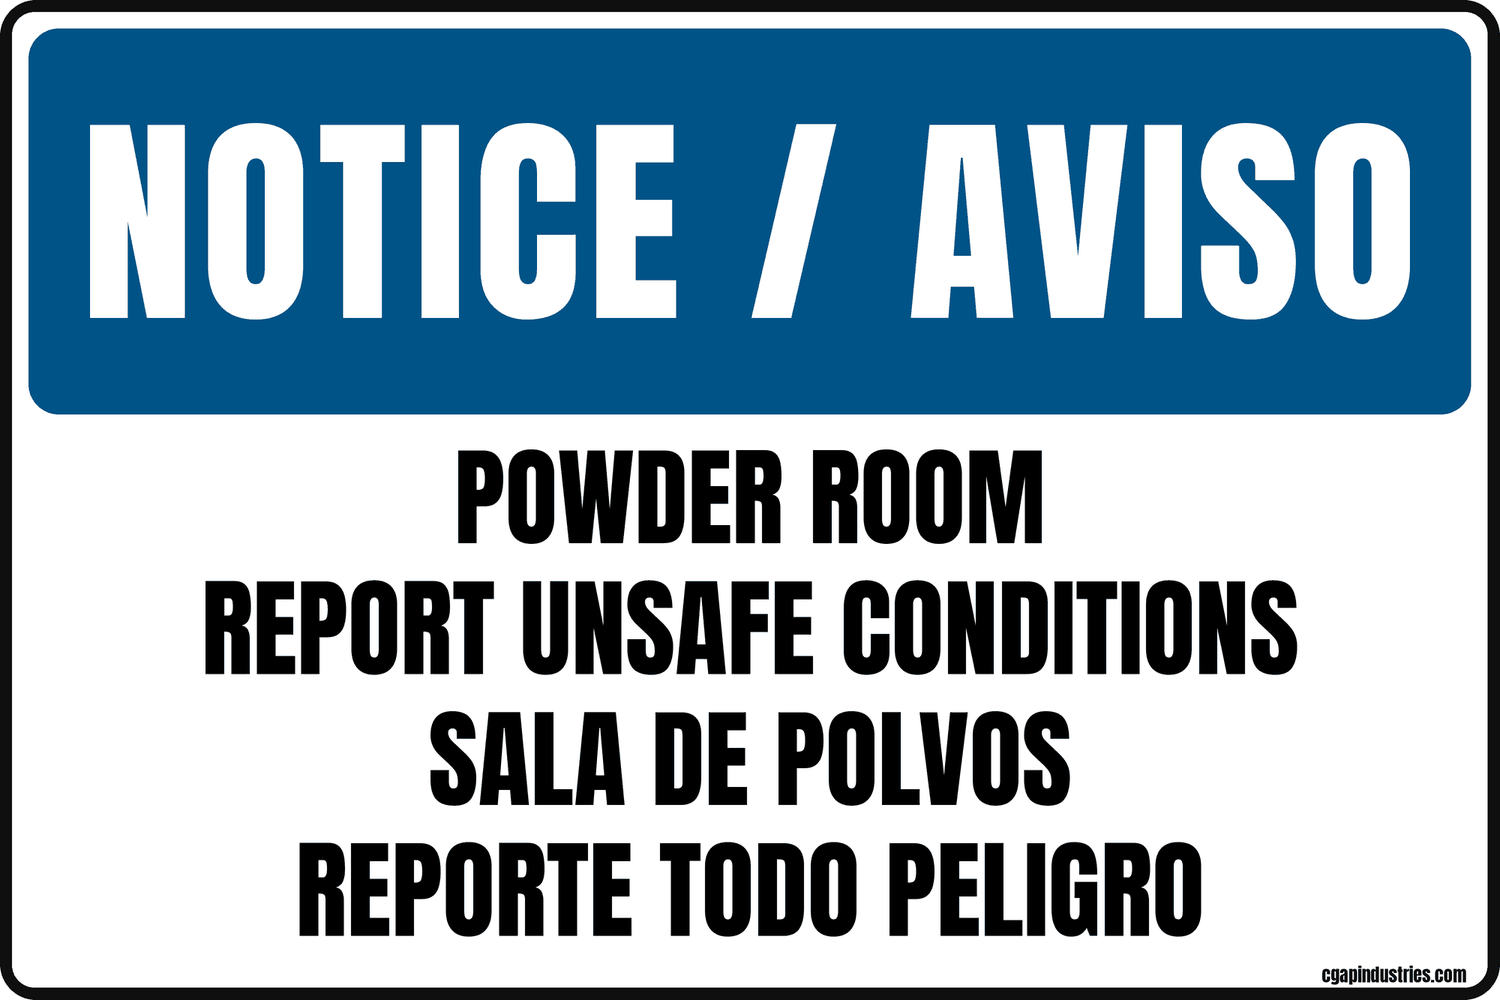 NOTICE / AVISO
POWDER ROOM
REPORT UNSAFE CONDITIONS
SALA DE POLVOS
REPORTE TODO PELIGRO
cgapindustries.com